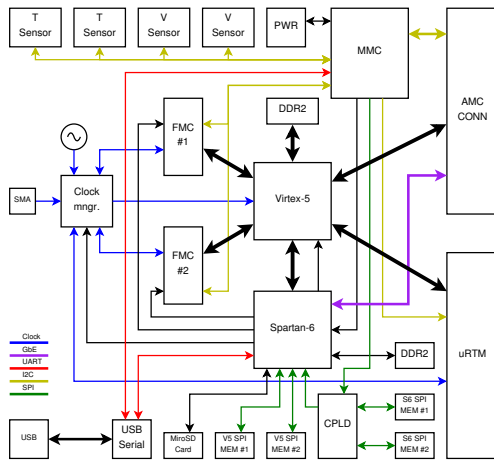 T
Sensor
T
Sensor
V
Sensor
V
Sensor
PWR
MMC
AMC
CONN
DDR2
FMC
#1
SMA
Clock
mngr.
Virtex-5
FMC
#2
Spartan-6
uRTM
DDR2
Clock
GbE
UART
I2C
SPI
USB
USB
Serial
MiroSD
Card
V5 SPI
MEM #1
V5 SPI
MEM #2
CPLD
S6 SPI
MEM #1
S6 SPI
MEM #2